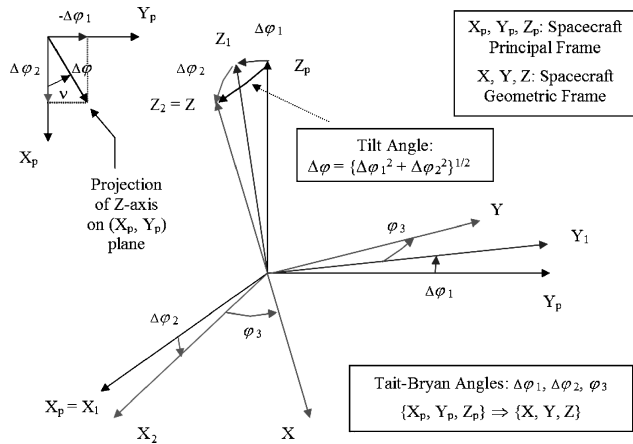 -Δφ₁
Yₚ
Δφ₂
Δφ
ν
Xₚ
Projection
of Z-axis
on (Xₚ, Yₚ)
plane
Δφ₁
Z₁
Δφ₂
Zₚ
Z₂ = Z
Xₚ, Yₚ, Zₚ: Spacecraft
Principal Frame
X, Y, Z: Spacecraft
Geometric Frame
Tilt Angle:
Δφ = {Δφ₁² + Δφ₂²}^1/2
Y
φ₃
Y₁
Δφ₁
Yₚ
Δφ₂
φ₃
Xₚ = X₁
X₂
X
Tait-Bryan Angles: Δφ₁, Δφ₂, φ₃
{Xₚ, Yₚ, Zₚ} ⇒ {X, Y, Z}